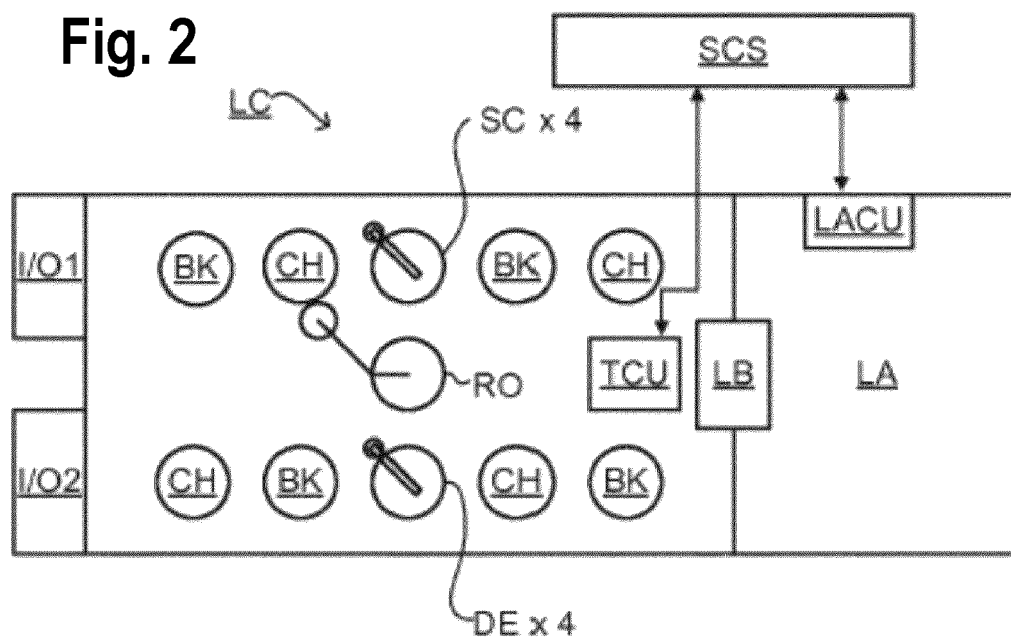 Fig. 2
SCS
LC
SC x 4
LACU
I/O1
BK
CH
BK
CH
TCU
LB
LA
RO
I/O2
CH
BK
CH
BK
DE x 4